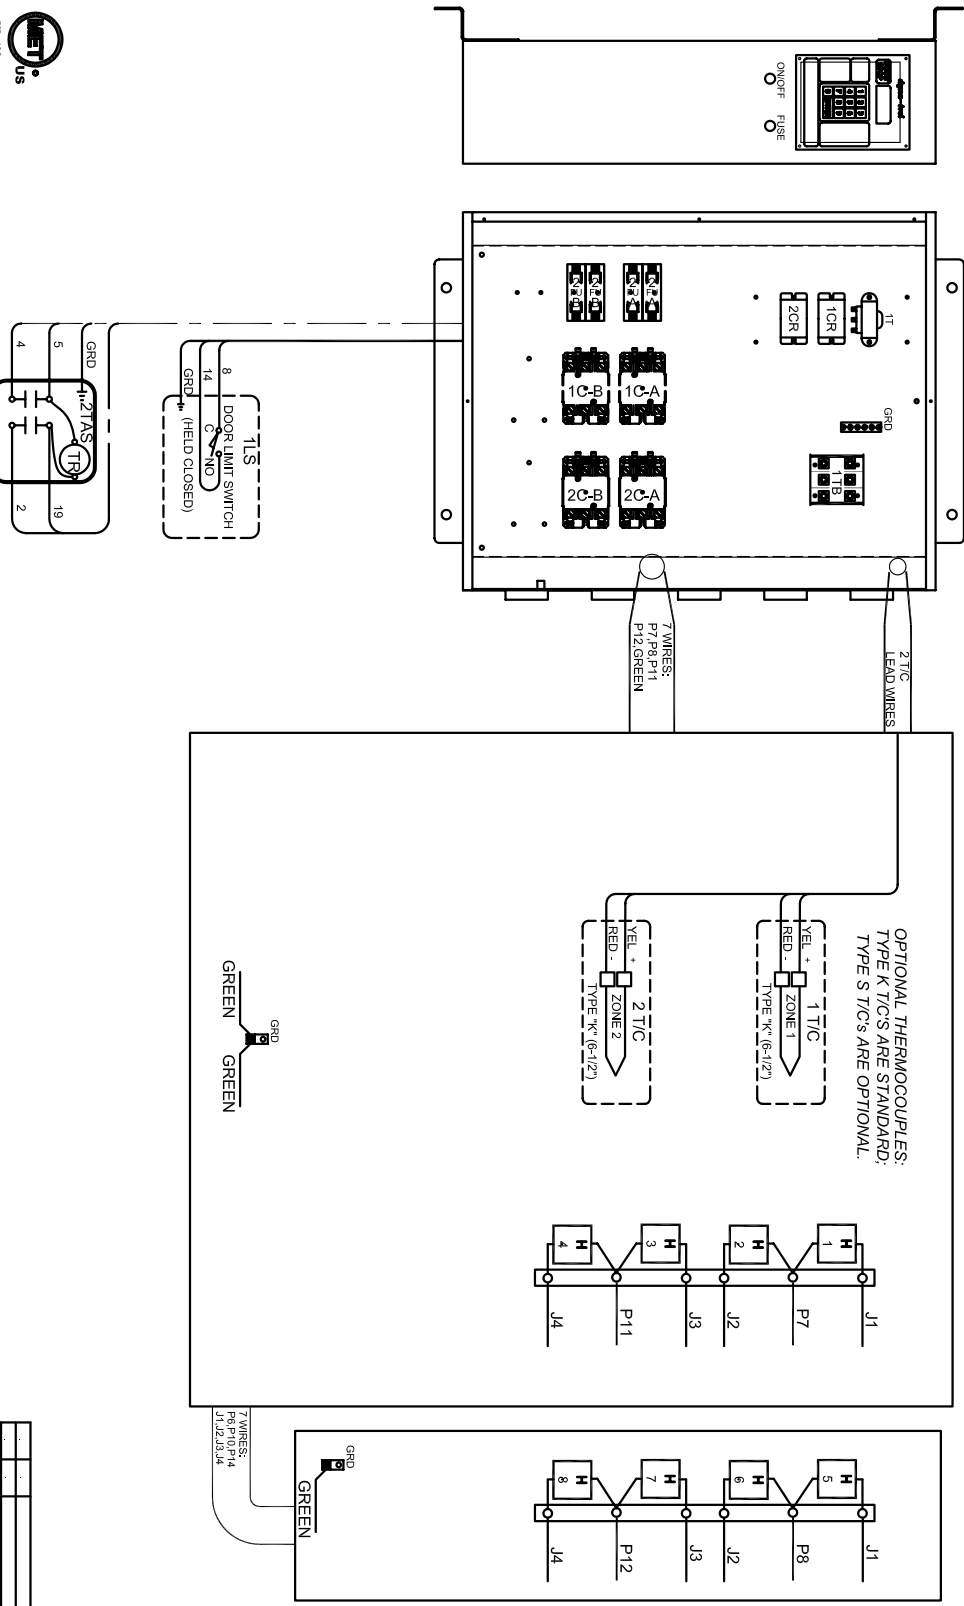 MET
US
ON/OFF
FUSE
1T
1CR
2CR
GRD
1TB
1C-A
1C-B
2C-A
2C-B
GRD
5
4
2TAS
TR
19
2
8
14
GRD
1LS
DOOR LIMIT SWITCH
C
NO
(HELD CLOSED)
2 T/C
LEAD WIRES
7 WIRES:
P7,P8,P11
P12,GREEN
OPTIONAL THERMOCOUPLES:
TYPE K T/C'S ARE STANDARD;
TYPE S T/C's ARE OPTIONAL.
1 T/C
YEL +
RED -
ZONE 1
TYPE "K" (6-1/2")
2 T/C
YEL +
RED -
ZONE 2
TYPE "K" (6-1/2")
GRD
GREEN
GREEN
H
1
H
2
H
3
H
4
J1
P7
J2
J3
P11
J4
7 WIRES:
P6,P10,P14
J1,J2,J3,J4
GRD
GREEN
H
5
H
6
H
7
H
8
J1
P8
J2
J3
P12
J4